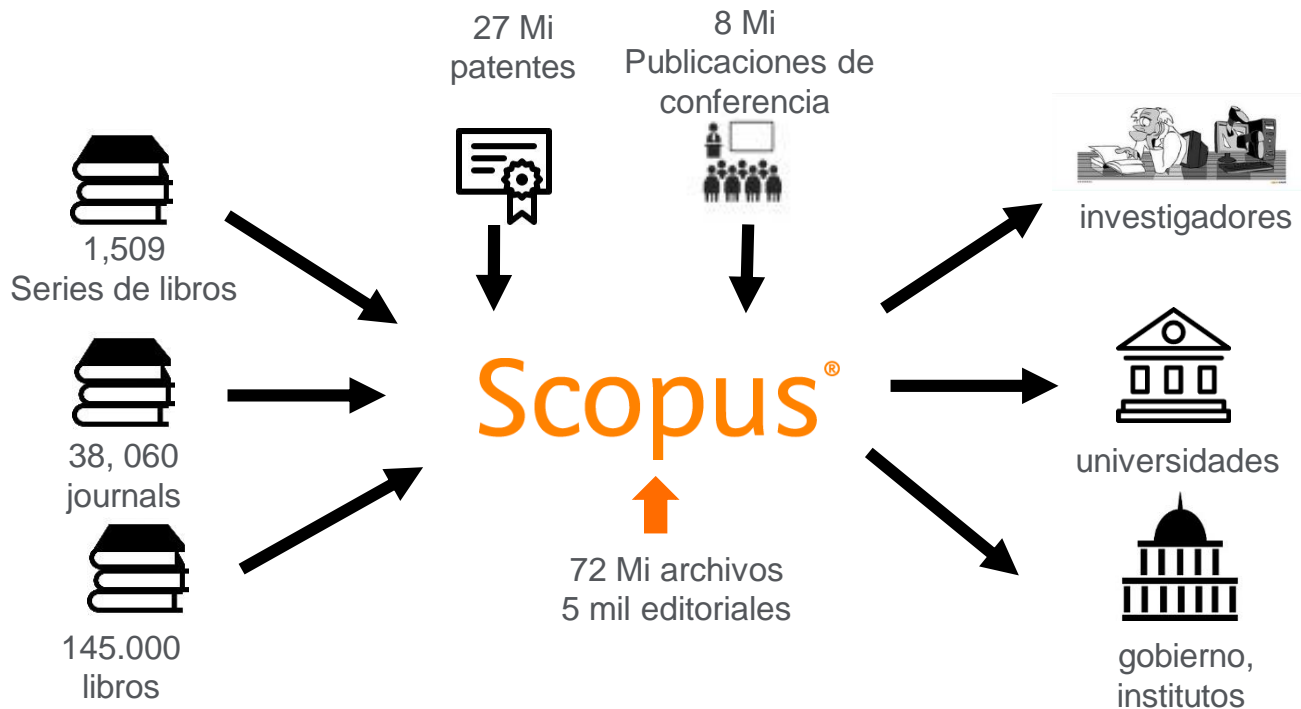 27 Mi
patentes
8 Mi
Publicaciones de
conferencia
1,509
Series de libros
38, 060
journals
145.000
libros
Scopus®
72 Mi archivos
5 mil editoriales
investigadores
universidades
gobierno,
institutos